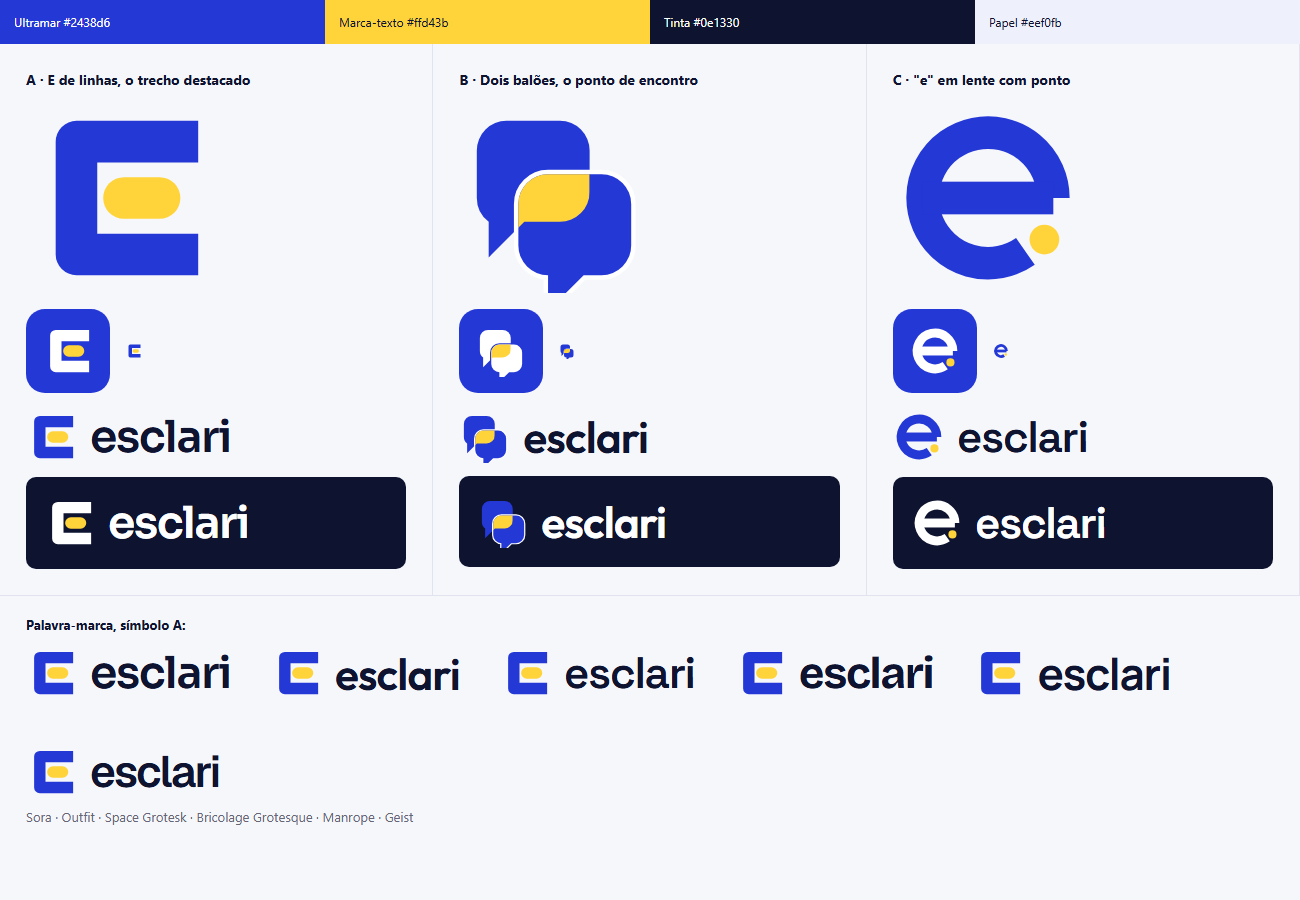 Ultramar #2438d6
Marca-texto #ffd43b
Tinta #0e1330
Papel #eef0fb
A · E de linhas, o trecho destacado
B · Dois balões, o ponto de encontro
C · "e" em lente com ponto
e
e
esclari
esclari
e esclari
esclari
esclari
e esclari
Palavra-marca, símbolo A:
esclari
esclari
esclari
esclari
esclari
esclari
Sora · Outfit · Space Grotesk · Bricolage Grotesque · Manrope · Geist